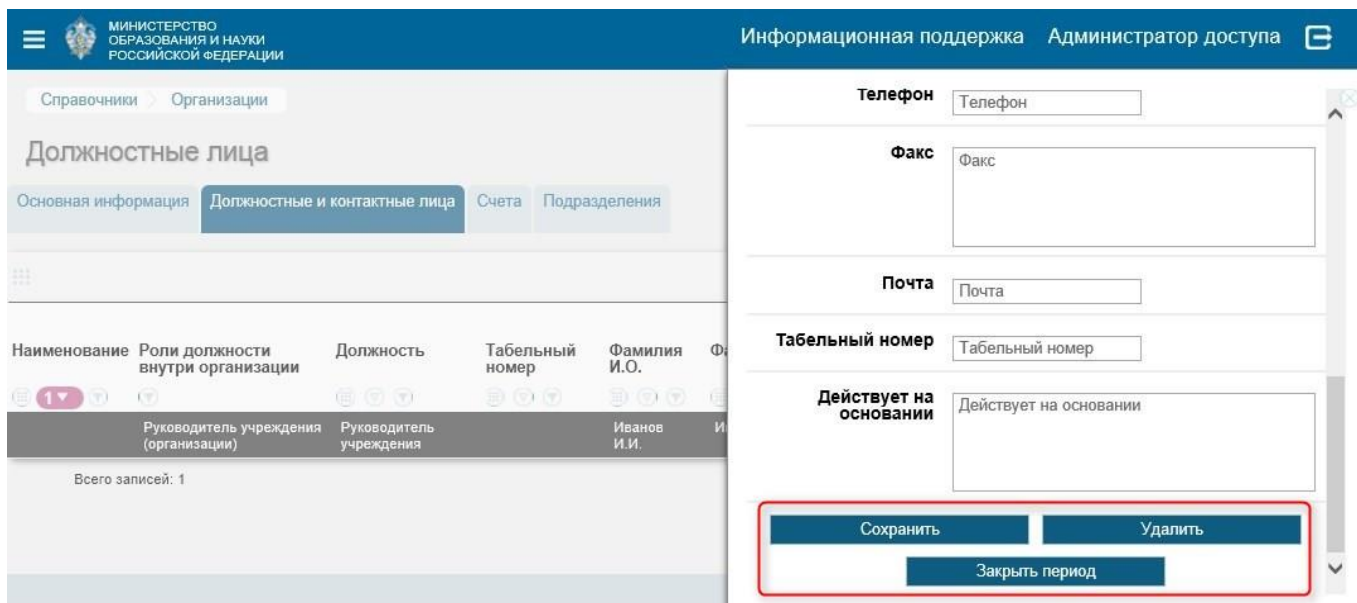 МИНИСТЕРСТВО
ОБРАЗОВАНИЯ И НАУКИ
РОССИЙСКОЙ ФЕДЕРАЦИИ
Информационная поддержка Администратор доступа
Справочники Организации
Должностные лица
Основная информация Должностные и контактные лица Счета Подразделения
Наименование Роли должности Должность Табельный Фамилия
внутри организации номер И.О.
1
Руководитель учреждения Руководитель Иванов
(организации) учреждения И.И.
Всего записей: 1
Телефон Телефон
Факс Факс
Почта Почта
Табельный номер Табельный номер
Действует на Действует на основании
основании
Сохранить Удалить
Закрыть период